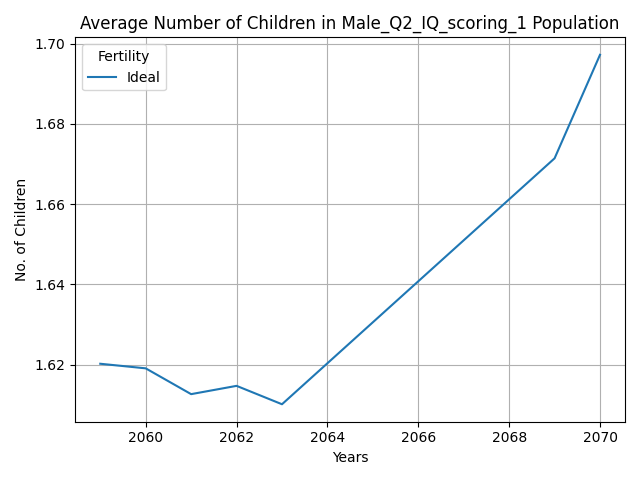 Average Number of Children in Male_Q2_IQ_scoring_1 Population
Fertility
Ideal
No. of Children
1.70
1.68
1.66
1.64
1.62
2060 2062 2064 2066 2068 2070
Years